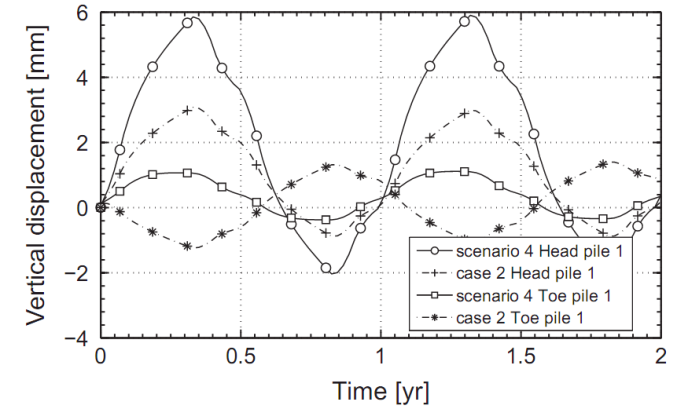 6
4
2
0
−2
−4
Vertical displacement [mm]
scenario 4 Head pile 1
case 2 Head pile 1
scenario 4 Toe pile 1
case 2 Toe pile 1
0 0.5 1 1.5 2
Time [yr]